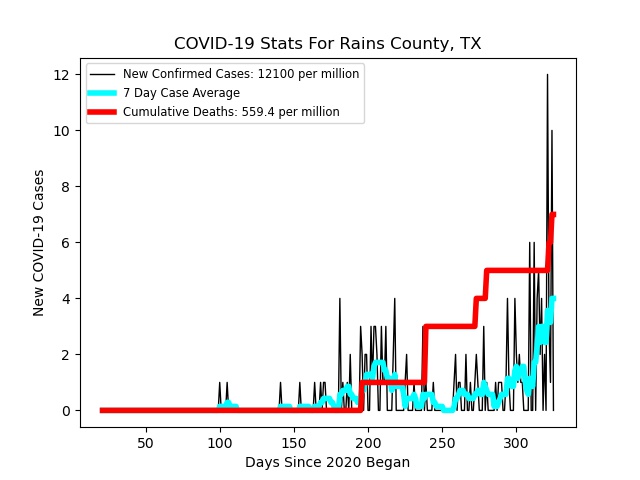 COVID-19 Stats For Rains County, TX
New Confirmed Cases: 12100 per million
7 Day Case Average
Cumulative Deaths: 559.4 per million
12
10
8
6
4
2
0
New COVID-19 Cases
50 100 150 200 250 300
Days Since 2020 Began